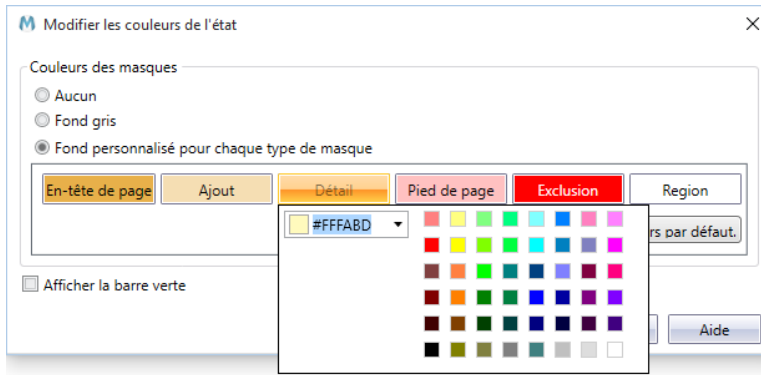 Modifier les couleurs de l'état
Couleurs des masques
Aucun
Fond gris
Fond personnalisé pour chaque type de masque
En-tête de page Ajout Détail Pied de page Exclusion Region
#FFFABD
rs par défaut.
Afficher la barre verte
Aide